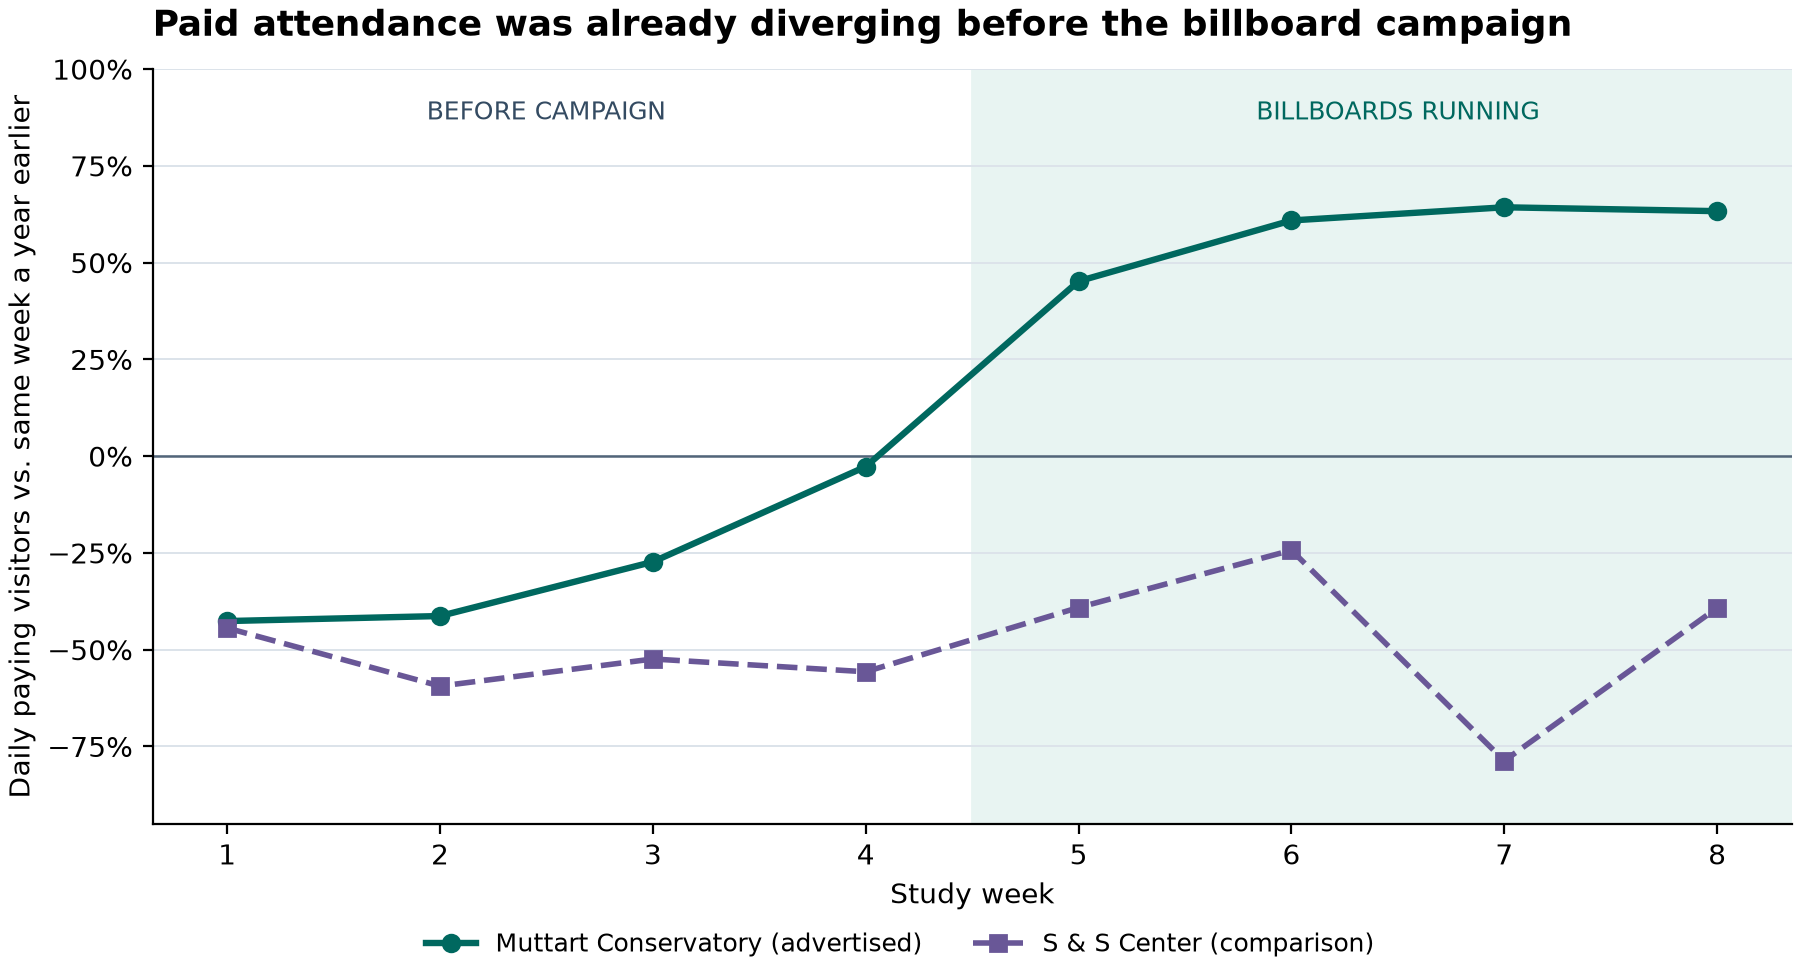 Paid attendance was already diverging before the billboard campaign
Daily paying visitors vs. same week a year earlier
100%
75%
50%
25%
0%
−25%
−50%
−75%
BEFORE CAMPAIGN
BILLBOARDS RUNNING
1 2 3 4 5 6 7 8
Study week
Muttart Conservatory (advertised)
S & S Center (comparison)